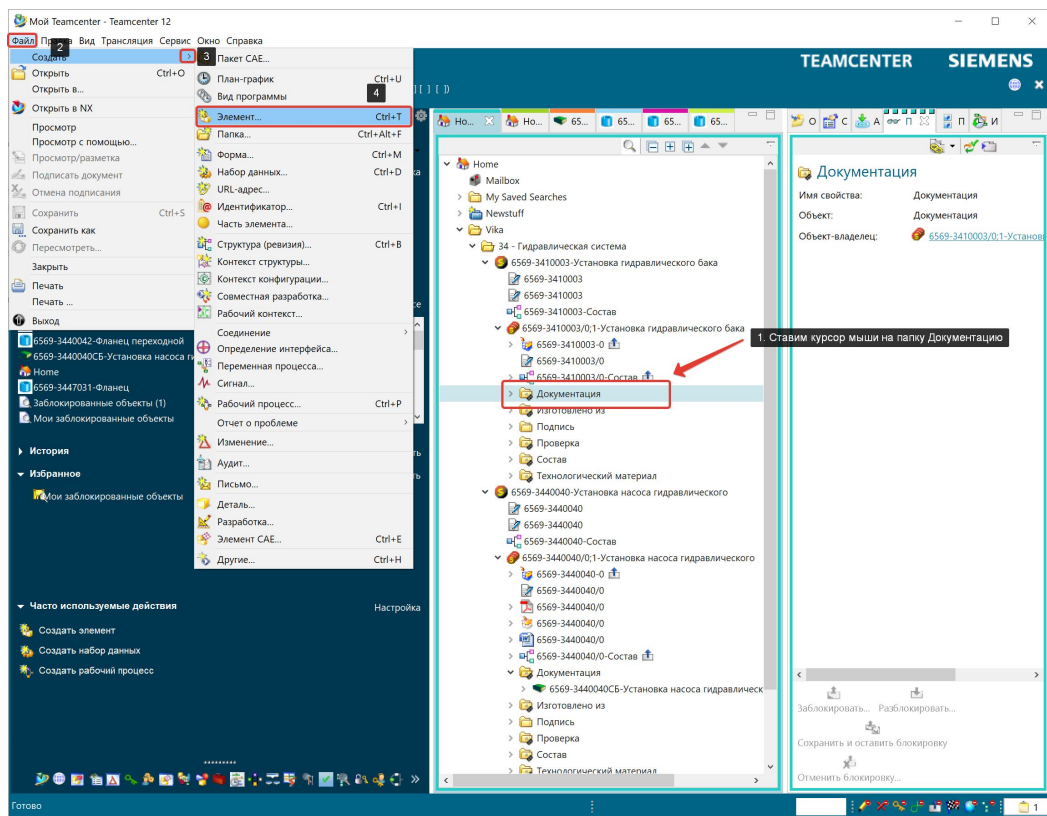 Мой Teamcenter - Teamcenter 12
Файл Правка Вид Трансляция Сервис Окно Справка
2
3
4
Создать
Открыть Ctrl+O
Открыть в...
Открыть в NX
Просмотр
Просмотр с помощью...
Просмотр/разметка
Подписать документ
Отмена подписания
Сохранить Ctrl+S
Сохранить как
Пересмотреть...
Закрыть
Печать
Печать ...
Выход
Пакет CAE...
План-график Ctrl+U
Вид программы
Элемент... Ctrl+T
Папка... Ctrl+Alt+F
Форма... Ctrl+M
Набор данных... Ctrl+D
URL-адрес...
Идентификатор... Ctrl+I
Часть элемента...
Структура (ревизия)... Ctrl+B
Контекст структуры...
Контекст конфигурации...
Совместная разработка...
Рабочий контекст...
Соединение
Определение интерфейса...
Переменная процесса...
Сигнал...
Рабочий процесс... Ctrl+P
Отчет о проблеме
Изменение...
Аудит...
Письмо...
Деталь...
Разработка...
Элемент CAE... Ctrl+E
Другие... Ctrl+H
6569-3440042-Фланец переходной
6569-3440040СБ-Установка насоса ги
Home
6569-3447031-Фланец
Заблокированные объекты (1)
Мои заблокированные объекты
История
Избранное
Мои заблокированные объекты
Часто используемые действия Настройка
Создать элемент
Создать набор данных
Создать рабочий процесс
TEAMCENTER SIEMENS
Но... Но... 65... 65... 65... 65...
О С А П П И
Home
Mailbox
My Saved Searches
Newstuff
Vika
34 - Гидравлическая система
6569-3410003-Установка гидравлического бака
6569-3410003
6569-3410003
6569-3410003-Состав
6569-3410003/0;1-Установка гидравлического бака
6569-3410003-0
6569-3410003/0
6569-3410003/0-Состав
Документация
Изготовлено из
Подпись
Проверка
Состав
Технологический материал
6569-3440040-Установка насоса гидравлического
6569-3440040
6569-3440040
6569-3440040-Состав
6569-3440040/0;1-Установка насоса гидравлического
6569-3440040-0
6569-3440040/0
6569-3440040/0
6569-3440040/0
6569-3440040/0
6569-3440040/0-Состав
Документация
6569-3440040СБ-Установка насоса гидравлическ
Изготовлено из
Подпись
Проверка
Состав
Технологический материал
1. Ставим курсор мыши на папку Документацию
Документация
Имя свойства: Документация
Объект: Документация
Объект-владелец: 6569-3410003/0;1-Установ
Заблокировать... Разблокировать...
Сохранить и оставить блокировку
Отменить блокировку...
Готово
1